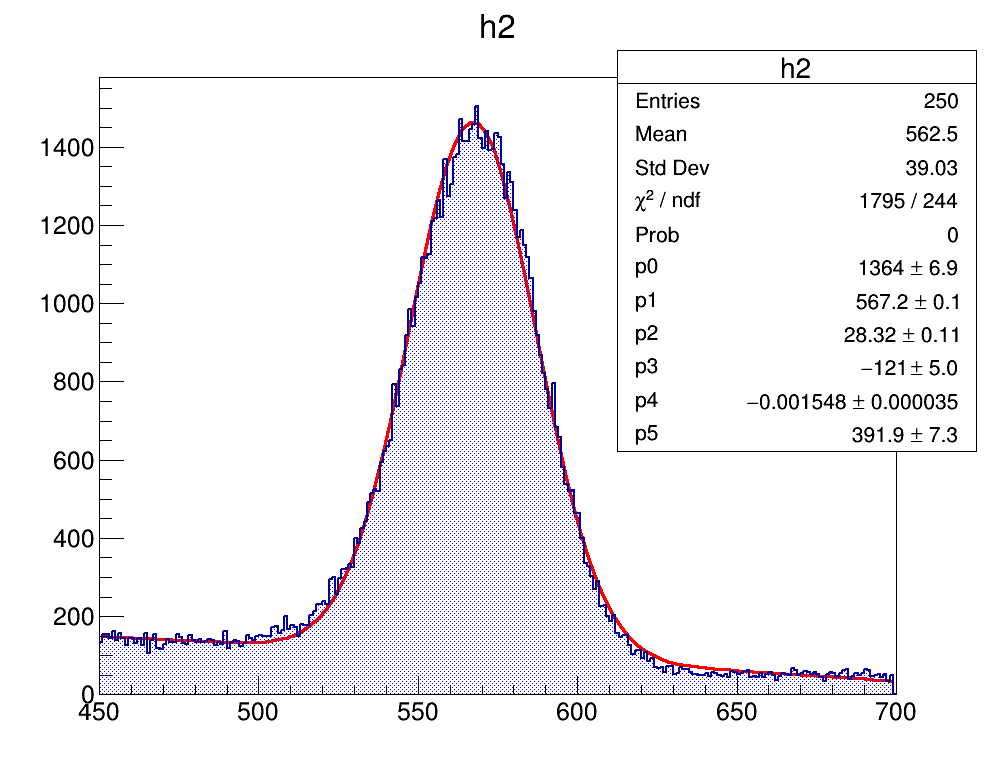 h2
h2
Entries 250
Mean 562.5
Std Dev 39.03
χ² / ndf 1795 / 244
Prob 0
p0 1364 ± 6.9
p1 567.2 ± 0.1
p2 28.32 ± 0.11
p3 −121 ± 5.0
p4 −0.001548 ± 0.000035
p5 391.9 ± 7.3
1400
1200
1000
800
600
400
200
0
450 500 550 600 650 700